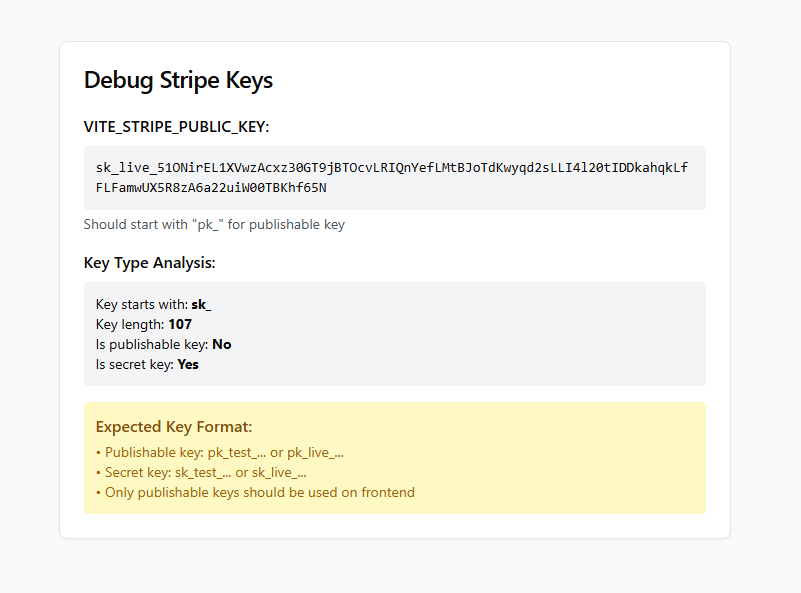 Debug Stripe Keys
VITE_STRIPE_PUBLIC_KEY:
sk_live_51ONirEL1XVwzAcxz30GT9jBTOcvLRIQnYefLMtBJoTdKwyqd2sLLI4l20tIDDkahqkLf
FLFamwUX5R8zA6a22uiW00TBKhf65N
Should start with "pk_" for publishable key
Key Type Analysis:
Key starts with: sk_
Key length: 107
Is publishable key: No
Is secret key: Yes
Expected Key Format:
• Publishable key: pk_test_... or pk_live_...
• Secret key: sk_test_... or sk_live_...
• Only publishable keys should be used on frontend